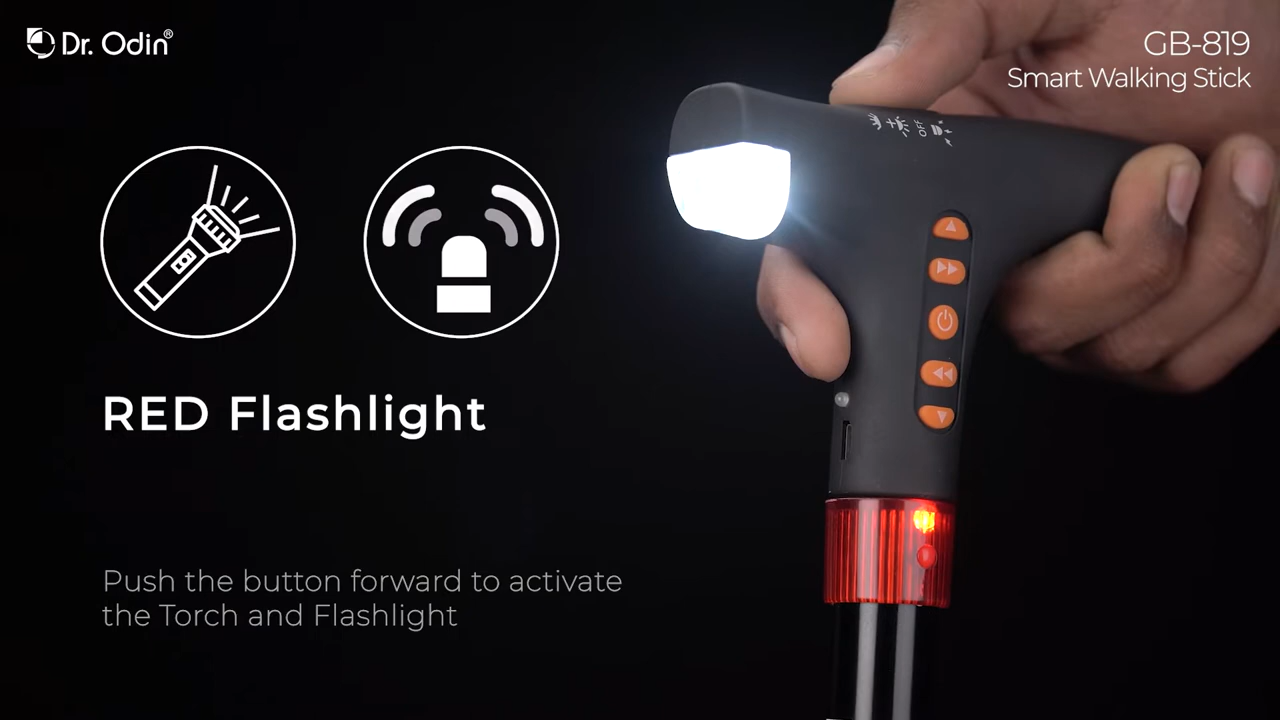 Dr. Odin®
GB-819
Smart Walking Stick
OFF
RED Flashlight
Push the button forward to activate
the Torch and Flashlight